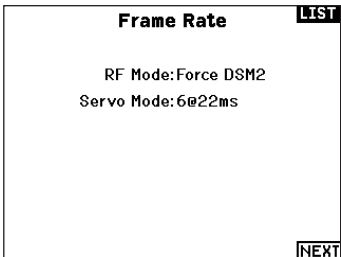 Frame Rate
LIST
RF Mode:Force DSM2
Servo Mode:6@22ms
NEXT